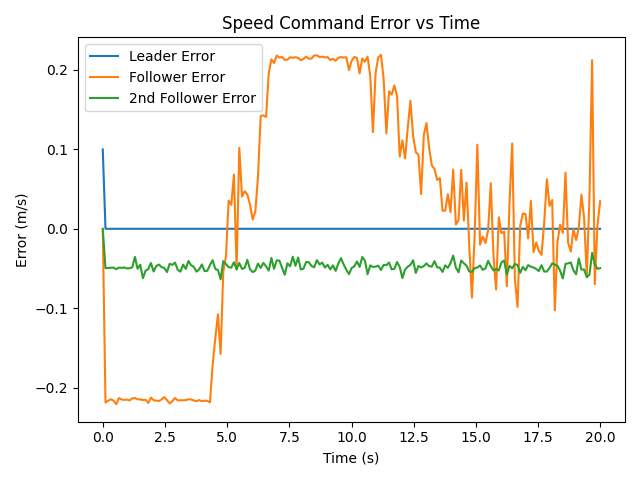 Speed Command Error vs Time
Leader Error
Follower Error
2nd Follower Error
Error (m/s)
0.2
0.1
0.0
−0.1
−0.2
0.0 2.5 5.0 7.5 10.0 12.5 15.0 17.5 20.0
Time (s)